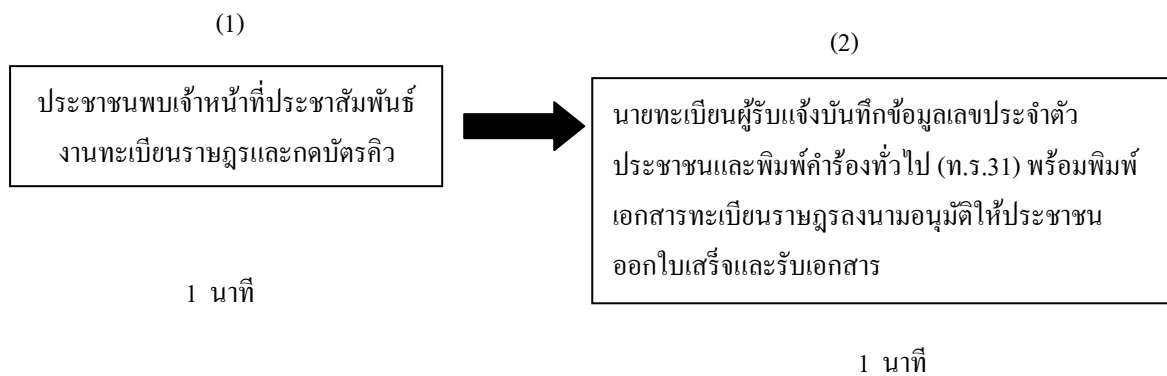 (1)
ประชาชนพบเจ้าหน้าที่ประชาสัมพันธ์
งานทะเบียนราษฎรและกดบัตรคิว
1 นาที
(2)
นายทะเบียนผู้รับแจ้งบันทึกข้อมูลเลขประจำตัว
ประชาชนและพิมพ์คำร้องทั่วไป (ท.ร.31) พร้อมพิมพ์
เอกสารทะเบียนราษฎรลงนามอนุมัติให้ประชาชน
ออกใบเสร็จและรับเอกสาร
1 นาที